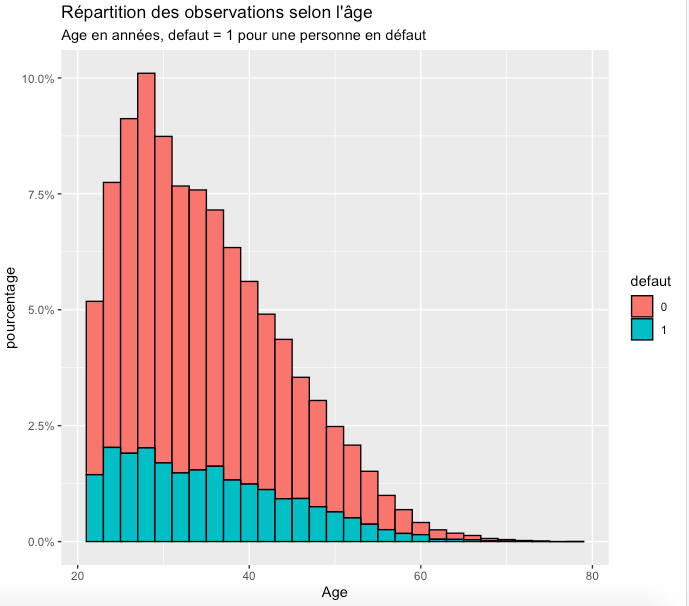 Répartition des observations selon l'âge
Age en années, defaut = 1 pour une personne en défaut
10.0%
7.5%
5.0%
2.5%
0.0%
pourcentage
20
40
60
80
Age
defaut
0
1